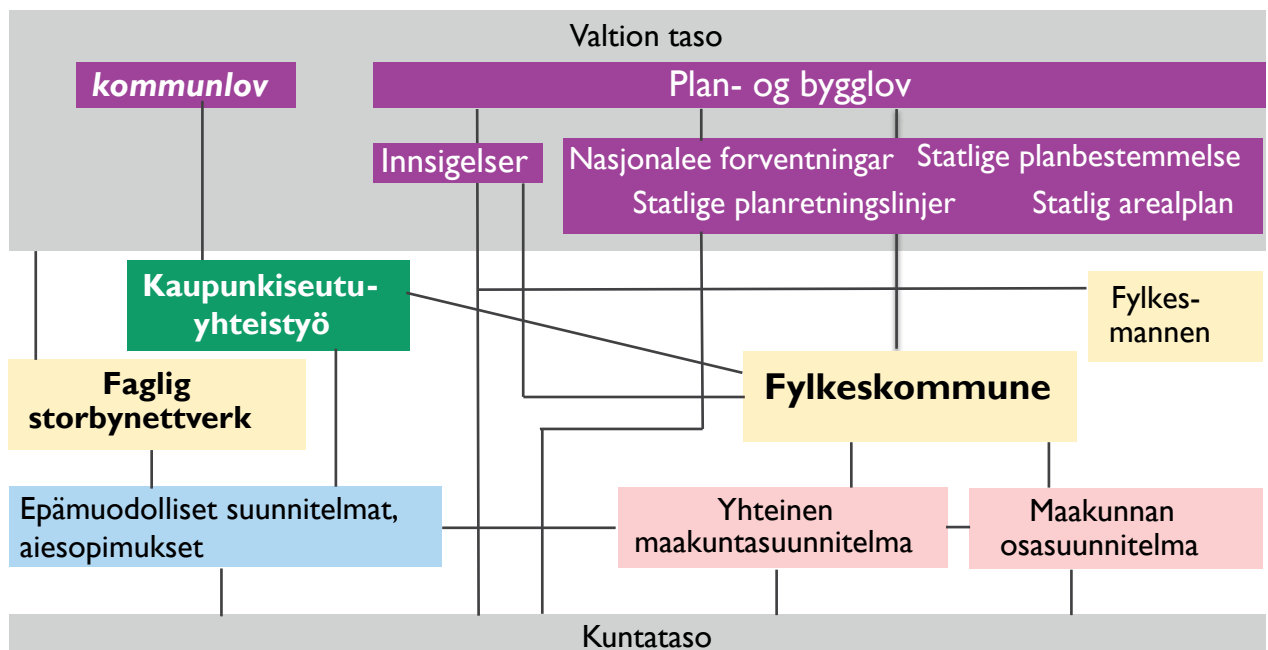 Valtion taso
kommunlov
Plan- og bygglov
Innsigelser
Nasjonalee forventningar
Statlige planbestemmelse
Statlige planretningslinjer
Statlig arealplan
Kaupunkiseutu-
yhteistyö
Fylkes-
mannen
Faglig
storbynettverk
Fylkeskommune
Epämuodolliset suunnitelmat,
aiesopimukset
Yhteinen
maakuntasuunnitelma
Maakunnan
osasuunnitelma
Kuntataso